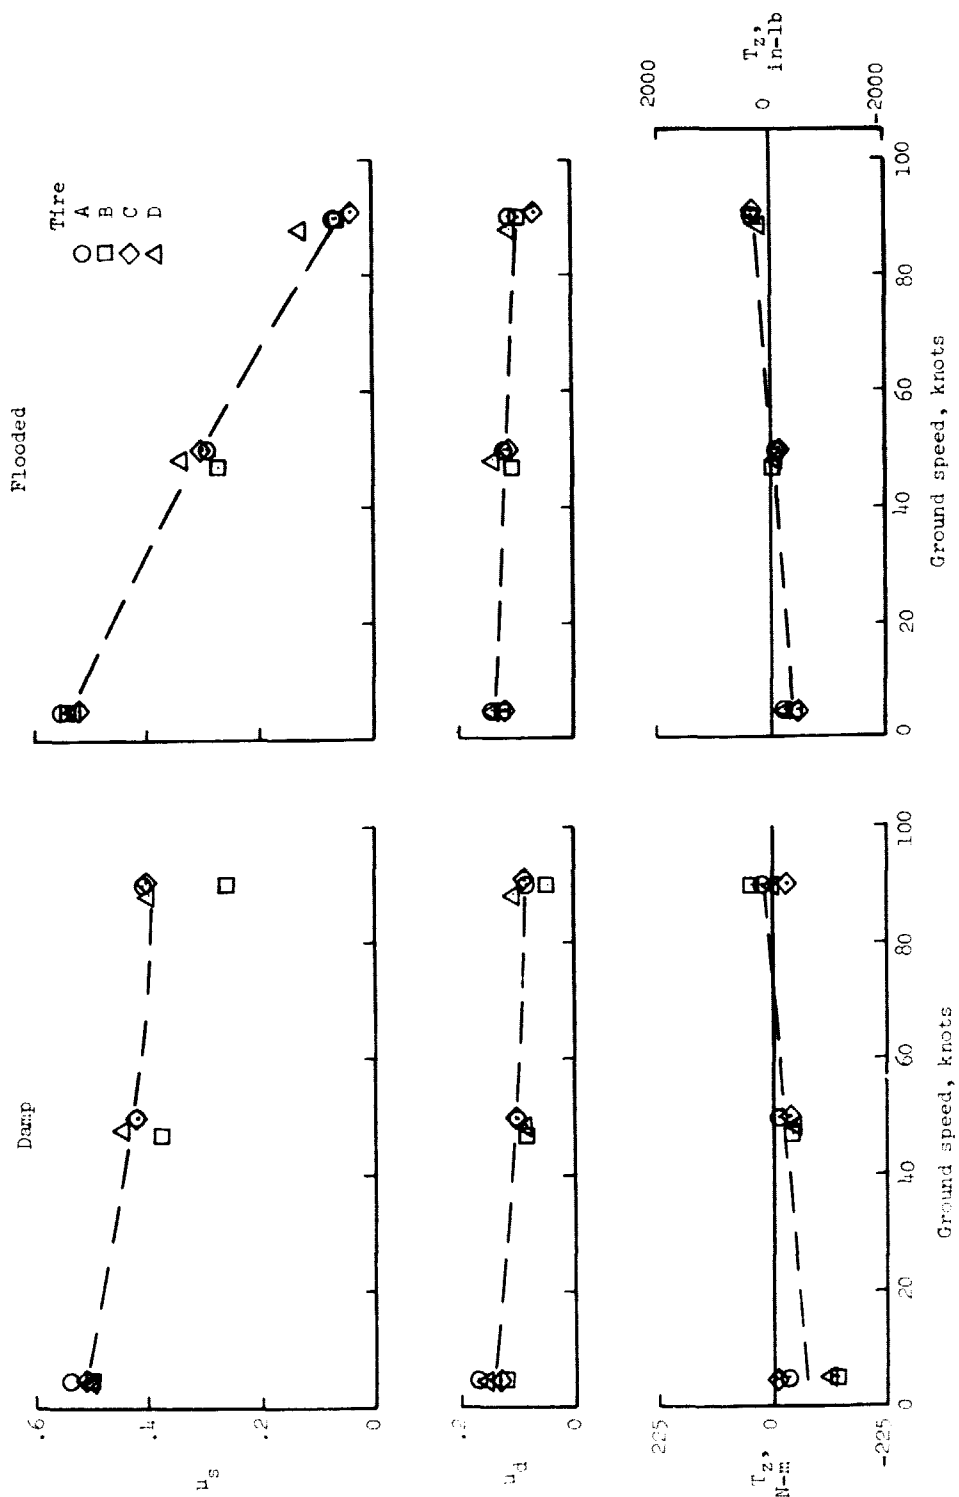 Damp
Flooded
Tire
A
B
C
D
.6
.4
.2
0
μs
.2
0
μd
225
0
-225
Tz,
N-m
2000
0
-2000
Tz,
in-lb
0
20
40
60
80
100
0
20
40
60
80
100
Ground speed, knots
Ground speed, knots